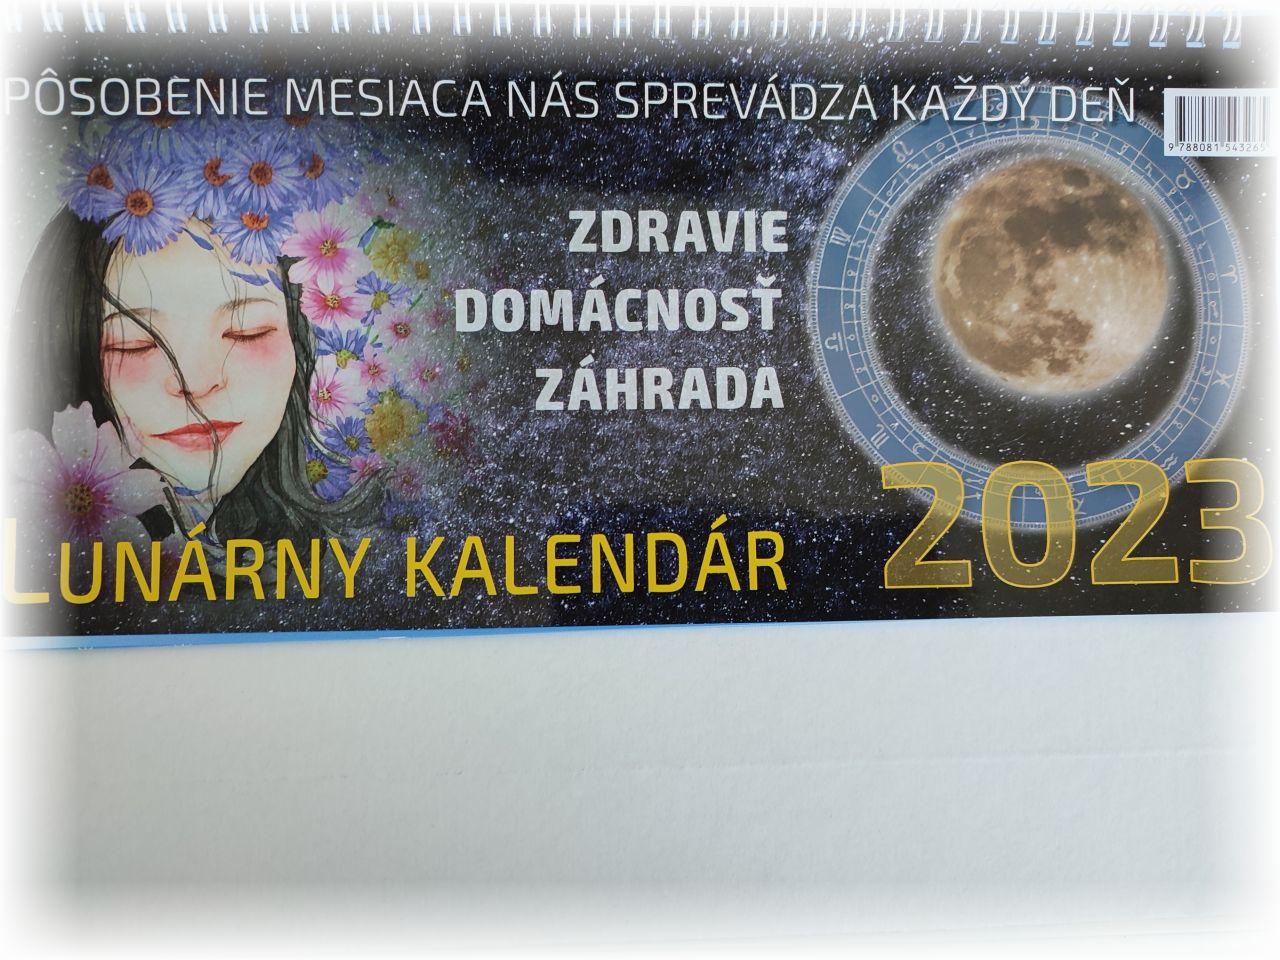 PÔSOBENIE MESIACA NÁS SPREVÁDZA KAŽDÝ DEŇ
9 788081 543265
ZDRAVIE
DOMÁCNOSŤ
ZÁHRADA
LUNÁRNY KALENDÁR 2023